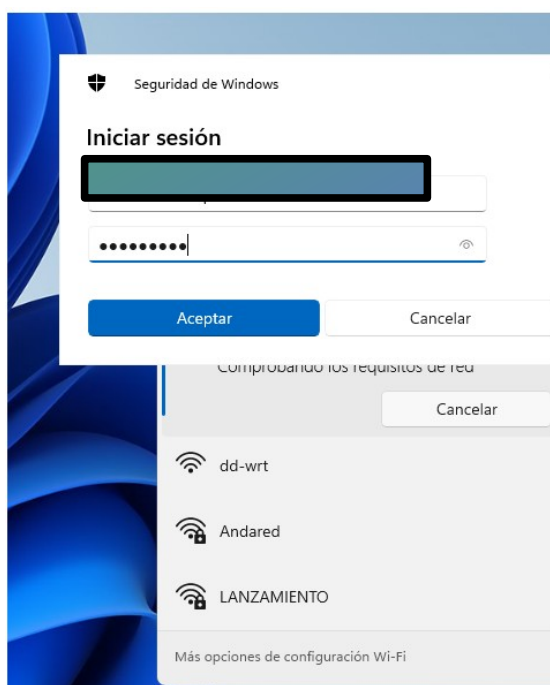 Seguridad de Windows
Iniciar sesión
•••••••••
Aceptar
Cancelar
Comprobando los requisitos de red
Cancelar
dd-wrt
Andared
LANZAMIENTO
Más opciones de configuración Wi-Fi